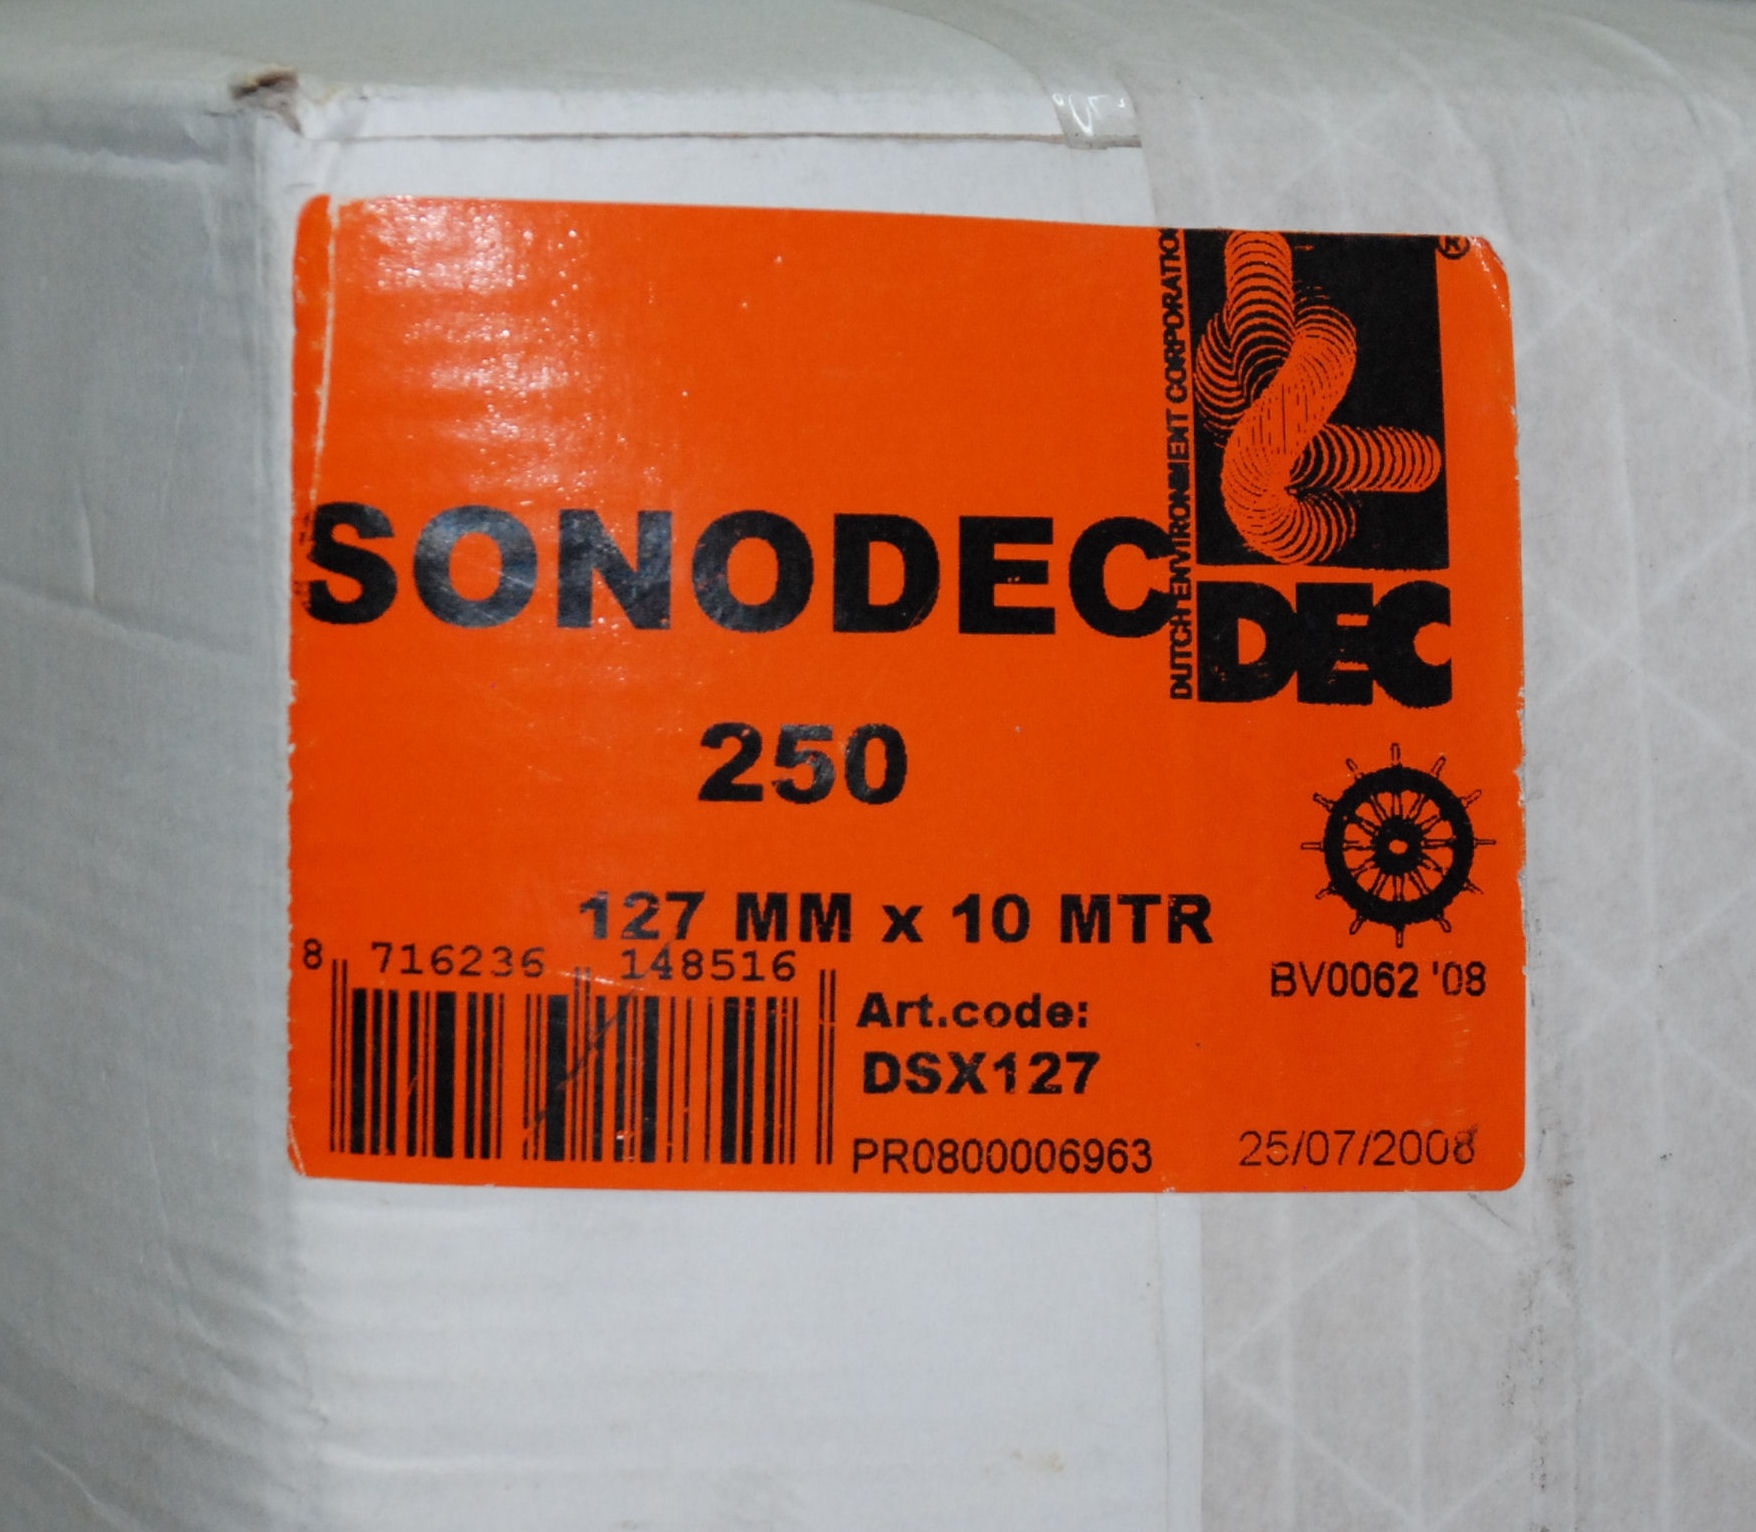 DUTCH ENVIRONMENT CORPORATION
®
SONODEC
DEC
250
127 MM x 10 MTR
8 716236 148516
BV0062 '08
Art.code:
DSX127
PR0800006963
25/07/2008